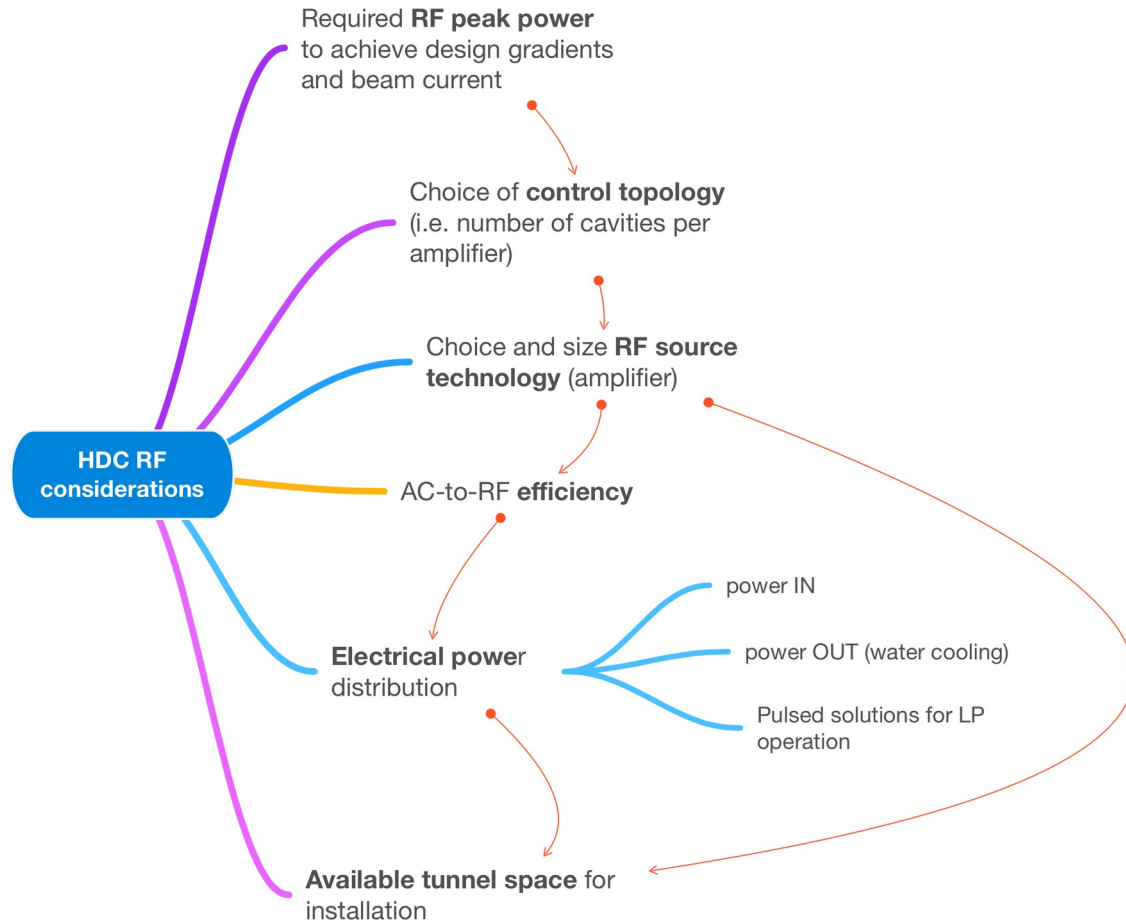 Required RF peak power
to achieve design gradients
and beam current
Choice of control topology
(i.e. number of cavities per
amplifier)
Choice and size RF source
technology (amplifier)
HDC RF
considerations
AC-to-RF efficiency
power IN
Electrical power
distribution
power OUT (water cooling)
Pulsed solutions for LP
operation
Available tunnel space for
installation